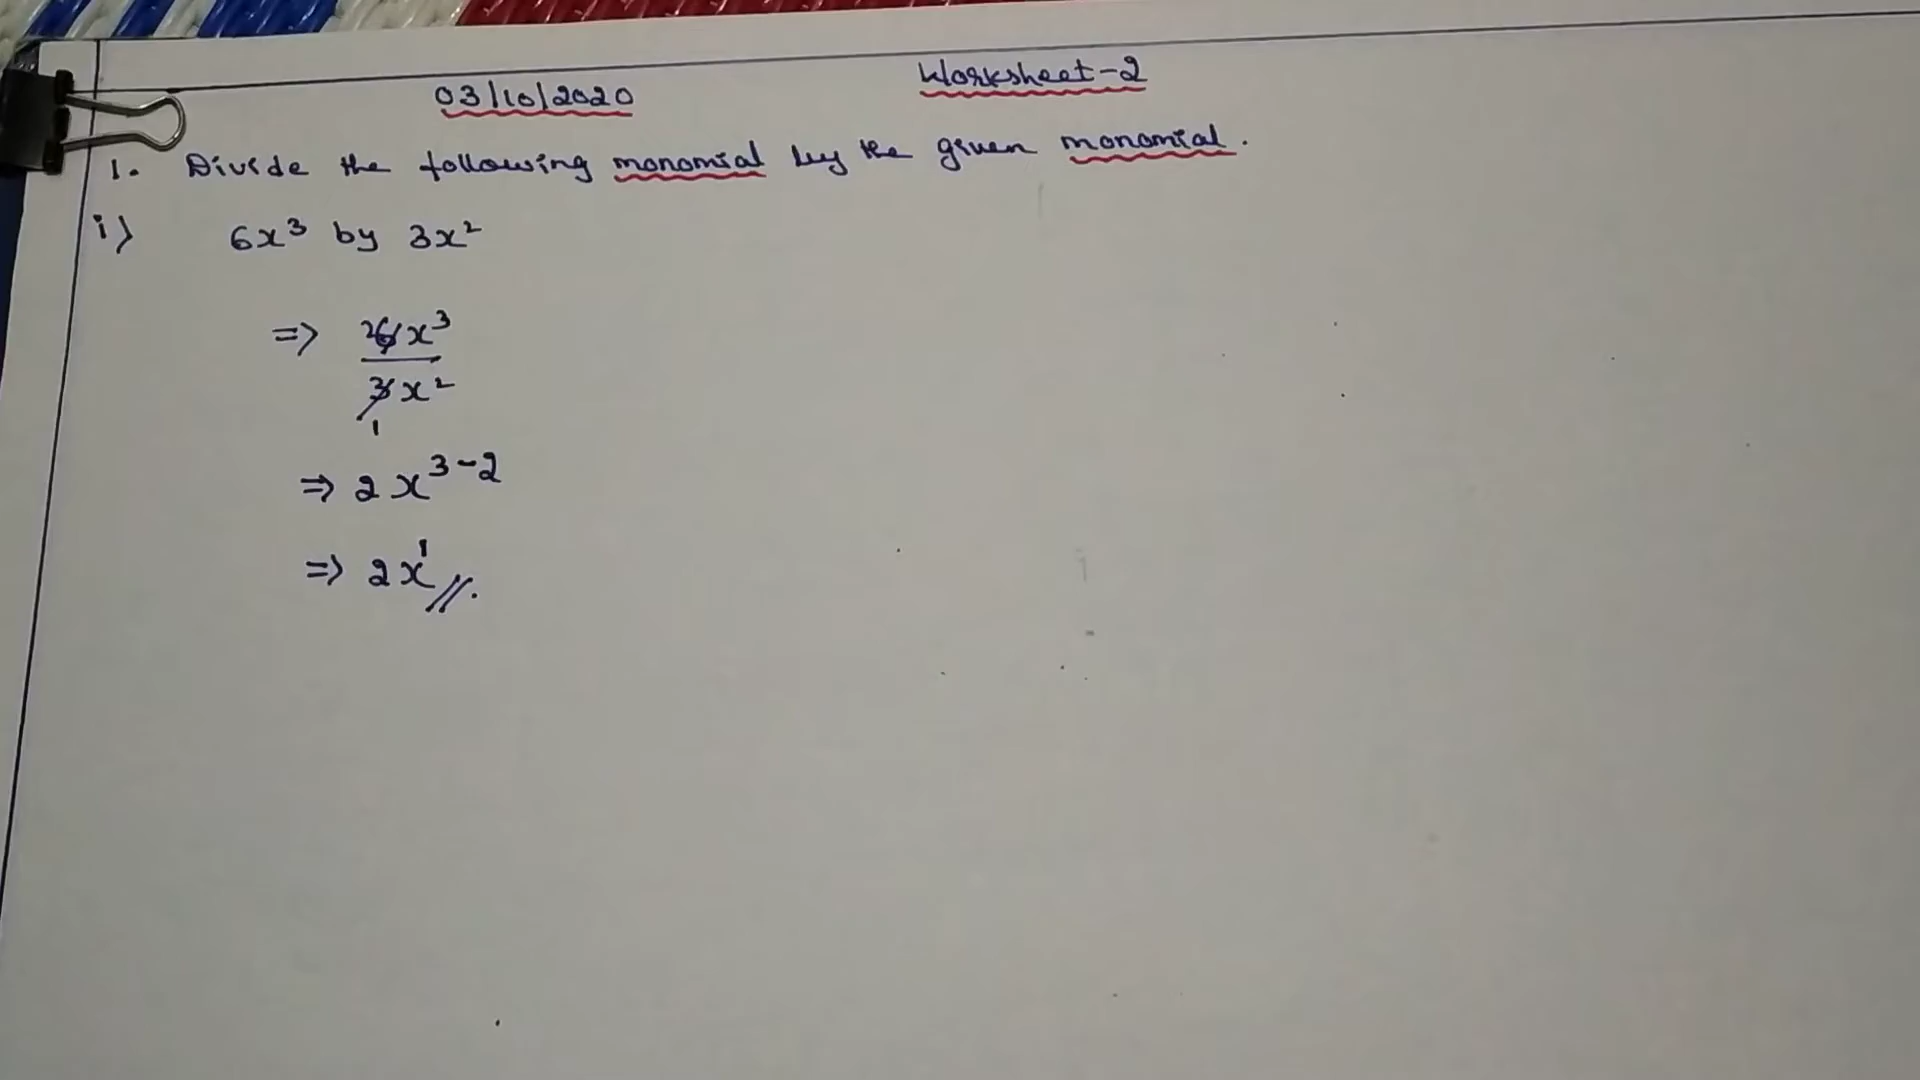 03/10/2020 Worksheet-2
1. Divide the following monomial by the given monomial.
i) 6x³ by 3x²
=> 2 6x³
3x²
1
=> 2x³⁻²
=> 2x¹ //.